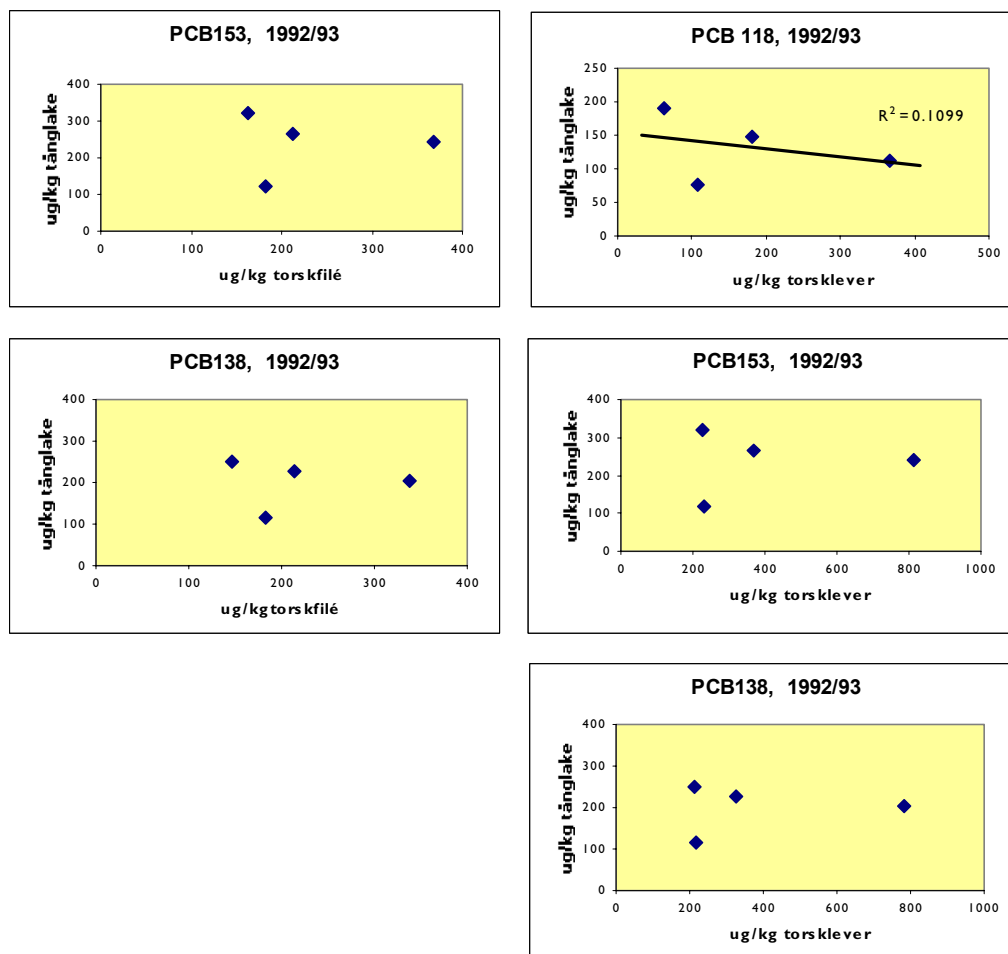 PCB153, 1992/93
ug/kg tånglake
400
300
200
100
0
0 100 200 300 400
ug/kg torskfilé
PCB 118, 1992/93
ug/kg tånglake
250
200
150
100
50
0
R² = 0.1099
0 100 200 300 400 500
ug/kg torsklever
PCB138, 1992/93
ug/kg tånglake
400
300
200
100
0
0 100 200 300 400
ug/kgtorskfilé
PCB153, 1992/93
ug/kg tånglake
400
300
200
100
0
0 200 400 600 800 1000
ug/kg torsklever
PCB138, 1992/93
ug/kg tånglake
400
300
200
100
0
0 200 400 600 800 1000
ug/kg torsklever